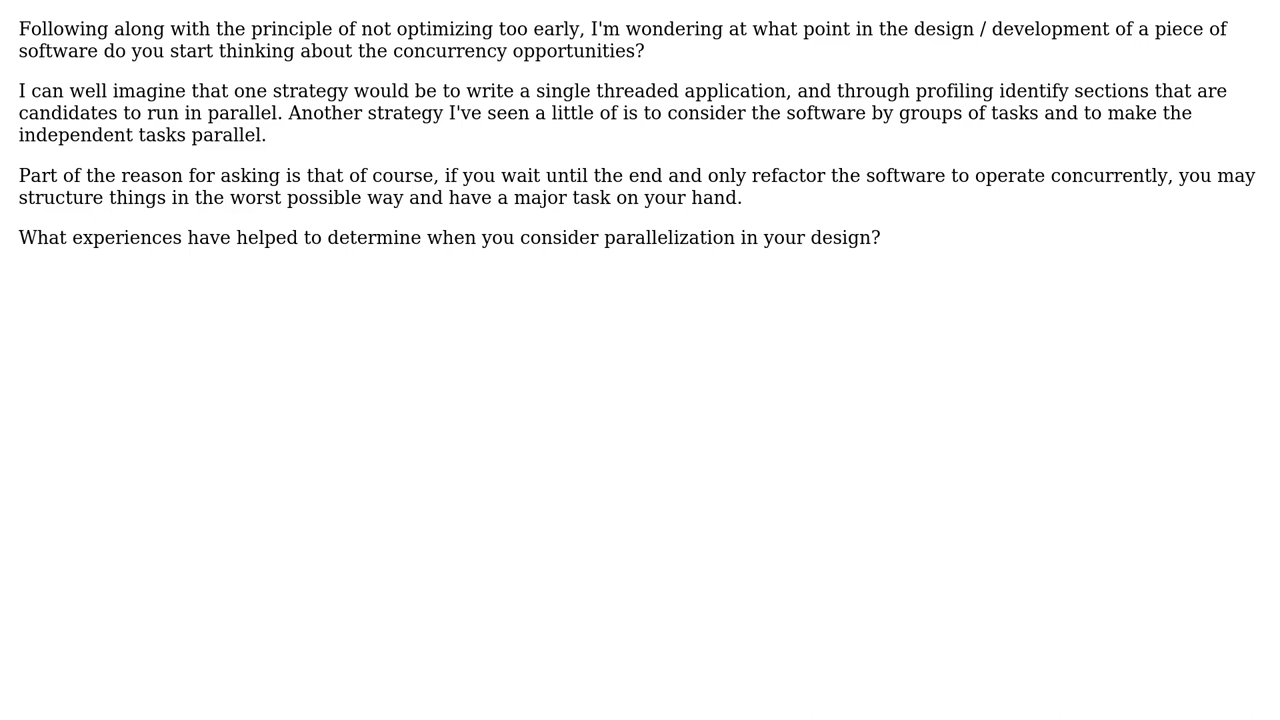 Following along with the principle of not optimizing too early, I'm wondering at what point in the design / development of a piece of
software do you start thinking about the concurrency opportunities?
I can well imagine that one strategy would be to write a single threaded application, and through profiling identify sections that are
candidates to run in parallel. Another strategy I've seen a little of is to consider the software by groups of tasks and to make the
independent tasks parallel.
Part of the reason for asking is that of course, if you wait until the end and only refactor the software to operate concurrently, you may
structure things in the worst possible way and have a major task on your hand.
What experiences have helped to determine when you consider parallelization in your design?